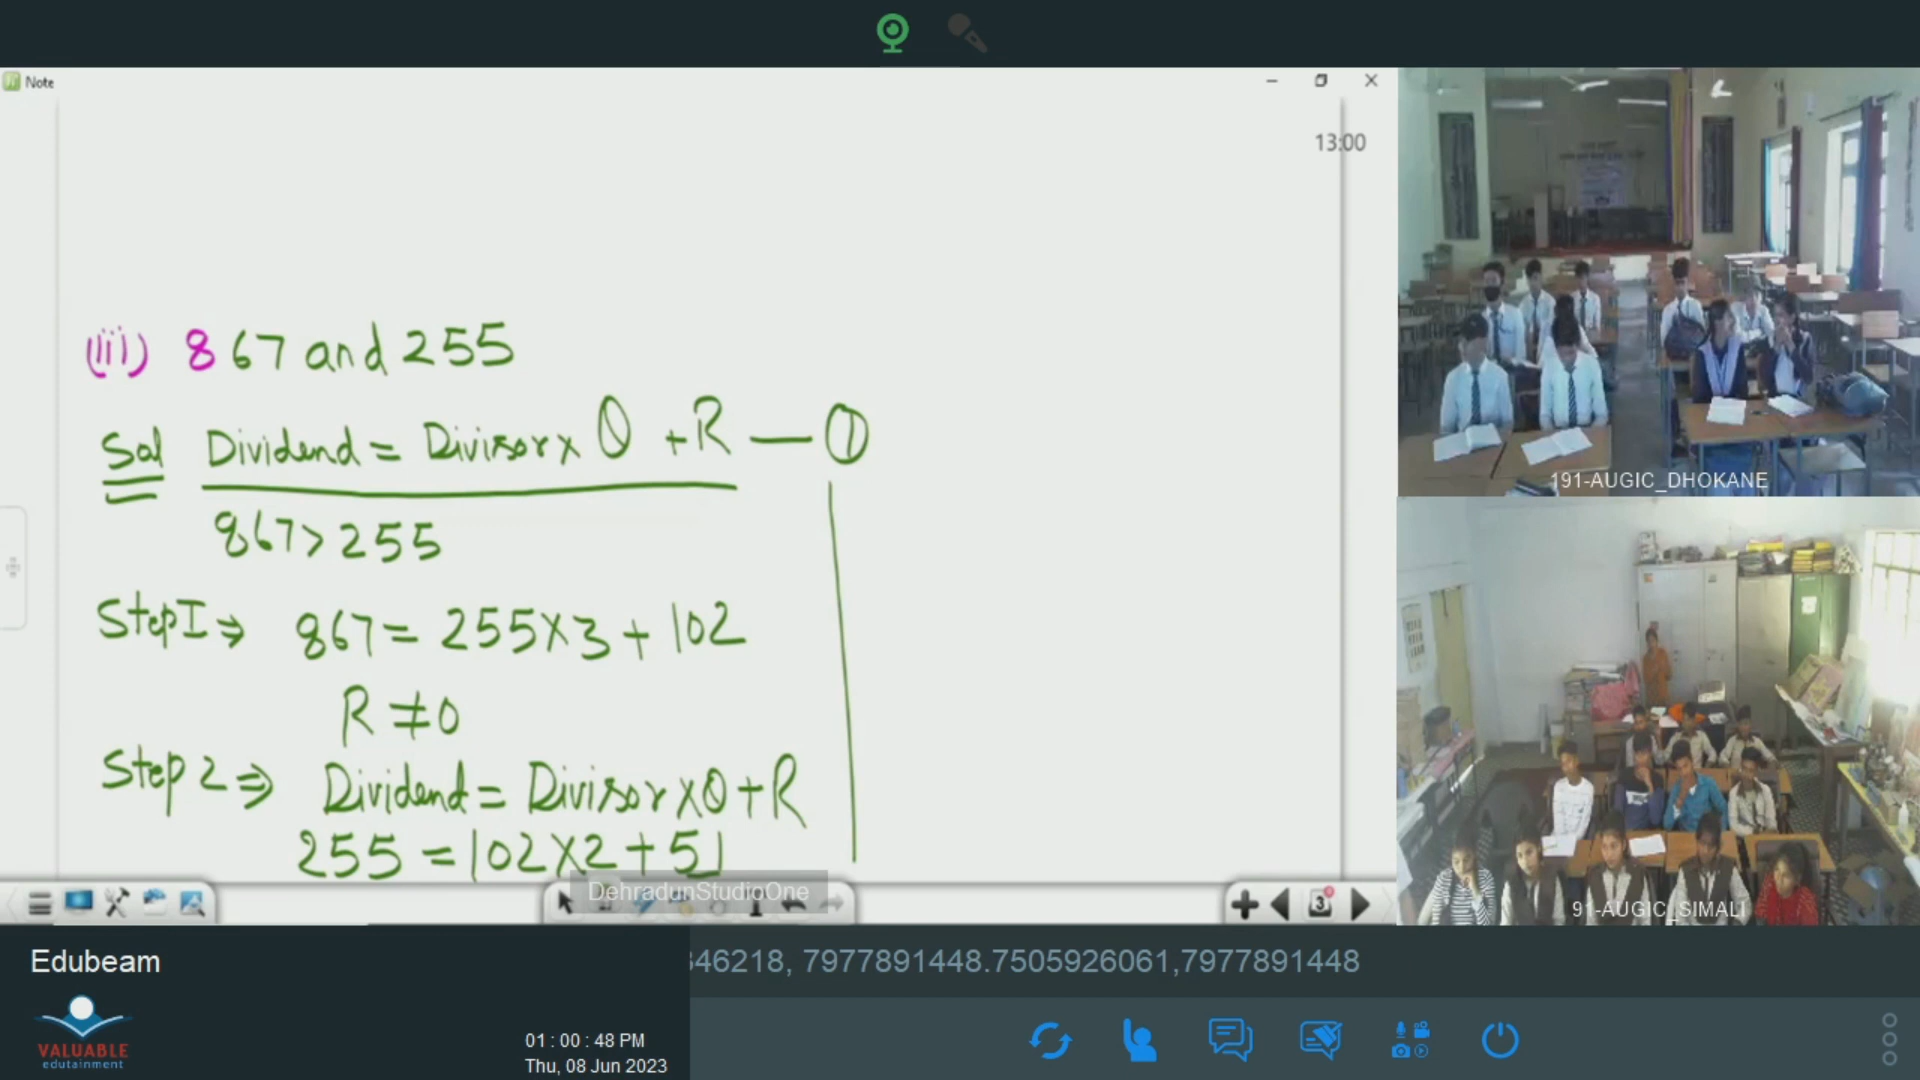 Note
13:00
(iii) 867 and 255
Sol Dividend = Divisor x Q + R — ①
867 > 255
Step I ⇒ 867 = 255 × 3 + 102
R ≠ 0
Step 2 ⇒ Dividend = Divisor × Q + R
255 = 102 × 2 + 51
DehradunStudioOne
3
191-AUGIC_DHOKANE
91-AUGIC_SIMALI
Edubeam
46218, 7977891448.7505926061,7977891448
VALUABLE
edutainment
01 : 00 : 48 PM
Thu, 08 Jun 2023